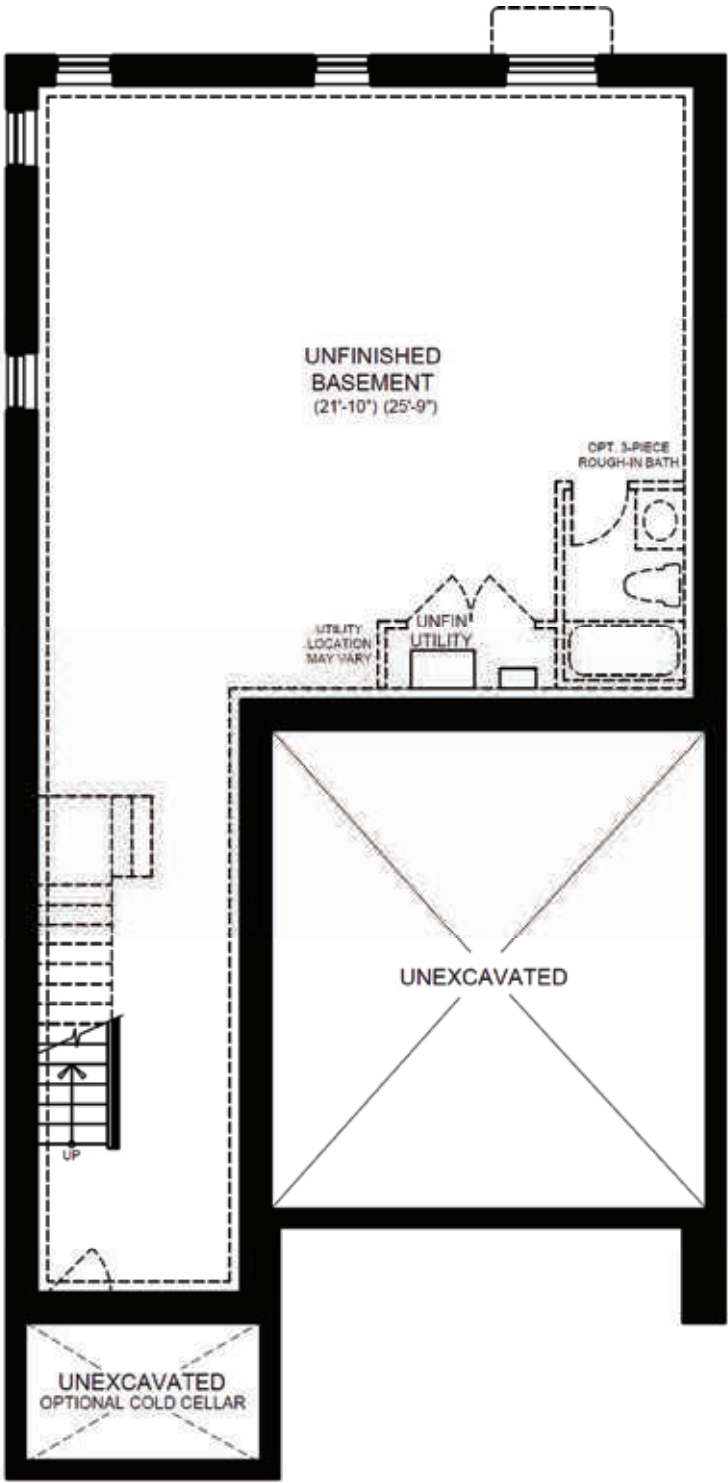 UNFINISHED
BASEMENT
(21'-10") (25'-9")
OPT. 3-PIECE
ROUGH-IN BATH
UTILITY
LOCATION
MAY VARY
UNFIN
UTILITY
UNEXCAVATED
UP
UNEXCAVATED
OPTIONAL COLD CELLAR